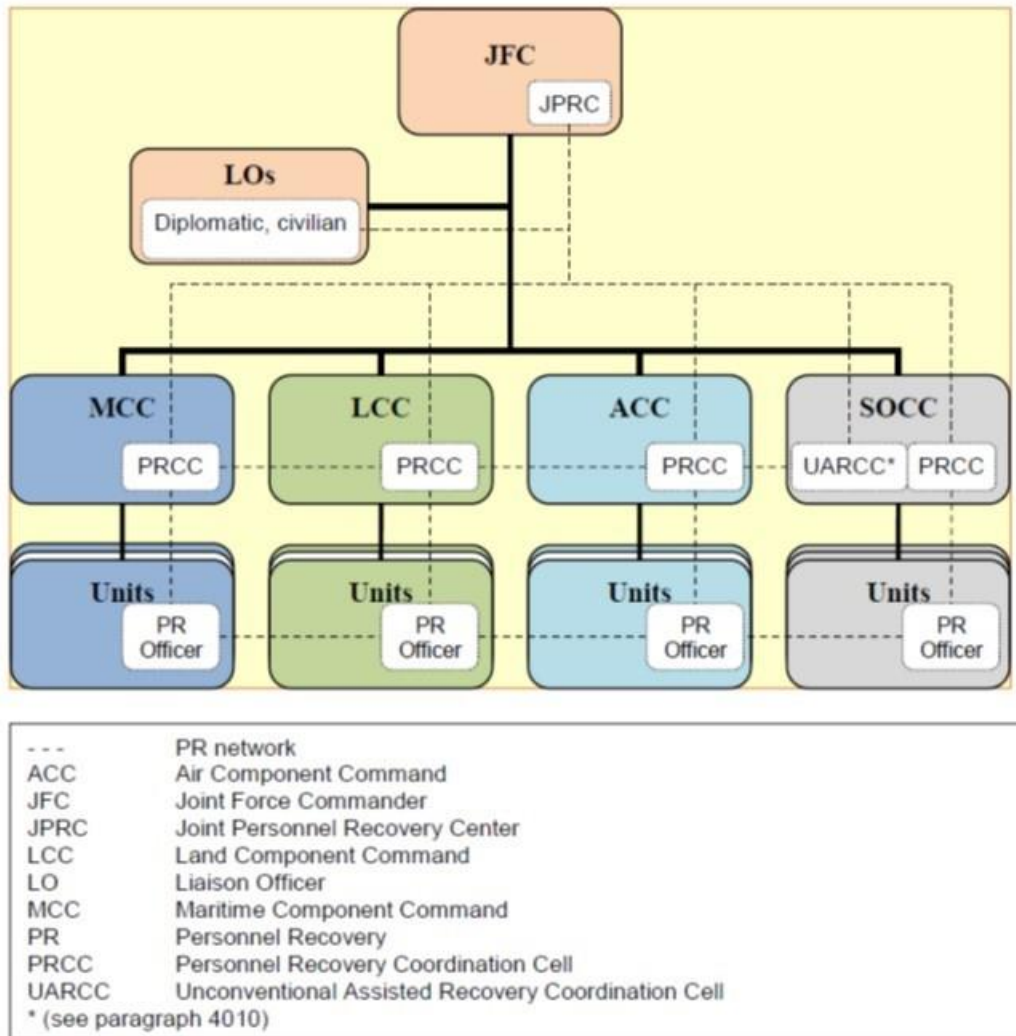 JFC
JPRC
LOs
Diplomatic, civilian
MCC
LCC
ACC
SOCC
PRCC
PRCC
PRCC
UARCC*
PRCC
Units
Units
Units
Units
PR
Officer
PR
Officer
PR
Officer
PR
Officer
- - - PR network
ACC Air Component Command
JFC Joint Force Commander
JPRC Joint Personnel Recovery Center
LCC Land Component Command
LO Liaison Officer
MCC Maritime Component Command
PR Personnel Recovery
PRCC Personnel Recovery Coordination Cell
UARCC Unconventional Assisted Recovery Coordination Cell
* (see paragraph 4010)